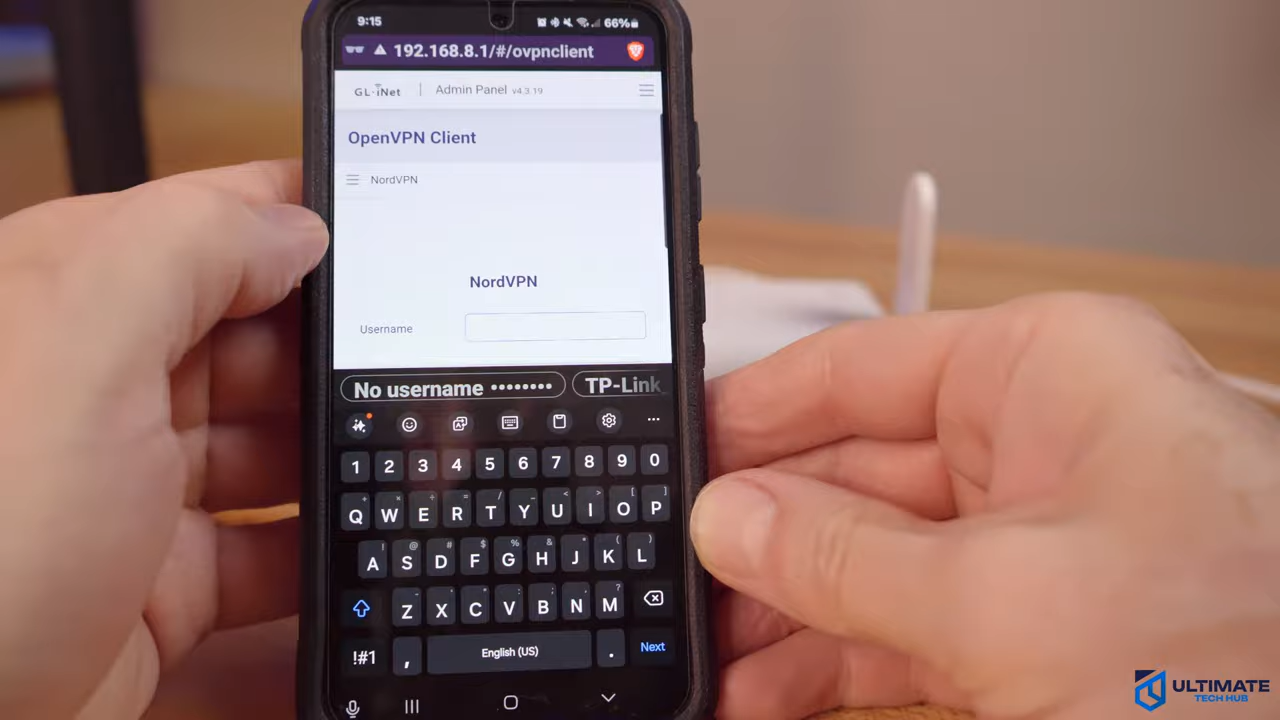 9:15
66%
192.168.8.1/#/ovpnclient
GL·iNet | Admin Panel v4.3.19
OpenVPN Client
NordVPN
NordVPN
Username
No username ••••••••
TP-Link
1 2 3 4 5 6 7 8 9 0
Q W E R T Y U I O P
A S D F G H J K L
Z X C V B N M
!#1 , English (US) . Next
ULTIMATE
TECH HUB